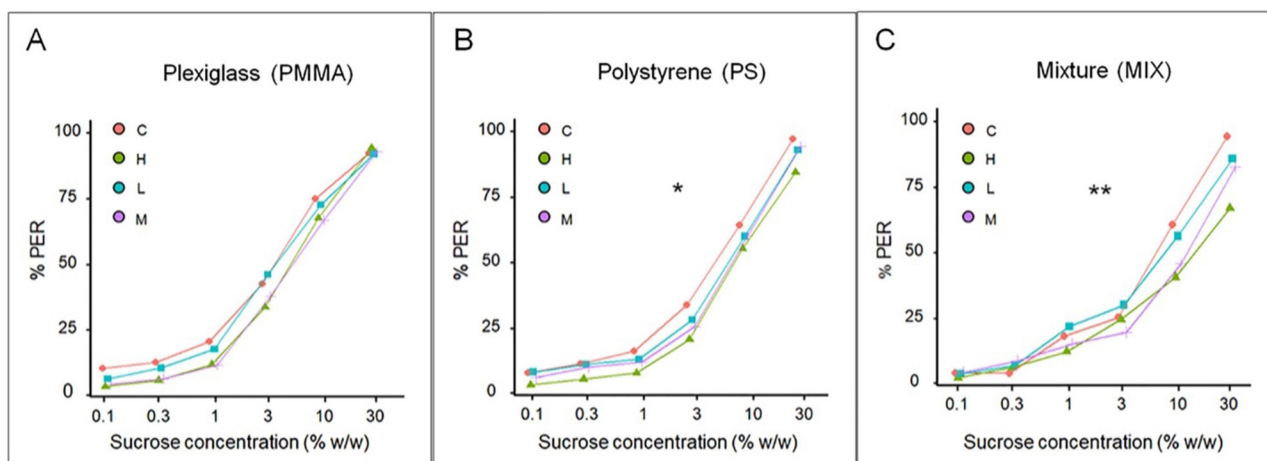 A
Plexiglass (PMMA)
100
75
50
25
0
% PER
C
H
L
M
0.1 0.3 1 3 10 30
Sucrose concentration (% w/w)
B
Polystyrene (PS)
100
75
50
25
0
% PER
C
H
L
M
*
0.1 0.3 1 3 10 30
Sucrose concentration (% w/w)
C
Mixture (MIX)
100
75
50
25
0
% PER
C
H
L
M
**
0.1 0.3 1 3 10 30
Sucrose concentration (% w/w)